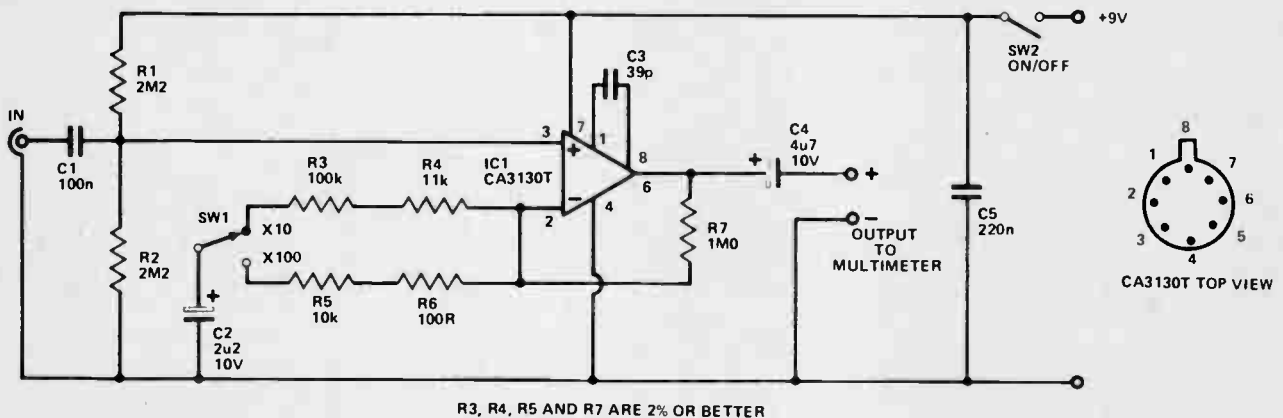 IN
C1
100n
R1
2M2
R2
2M2
SW1
X10
X100
C2
2u2
10V
+
R3
100k
R4
11k
R5
10k
R6
100R
IC1
CA3130T
3
2
+
−
7
1
8
6
4
C3
39p
R7
1M0
+
C4
4u7
10V
+
−
OUTPUT
TO
MULTIMETER
C5
220n
SW2
ON/OFF
+9V
8
1
7
2
6
3
5
4
CA3130T TOP VIEW
R3, R4, R5 AND R7 ARE 2% OR BETTER